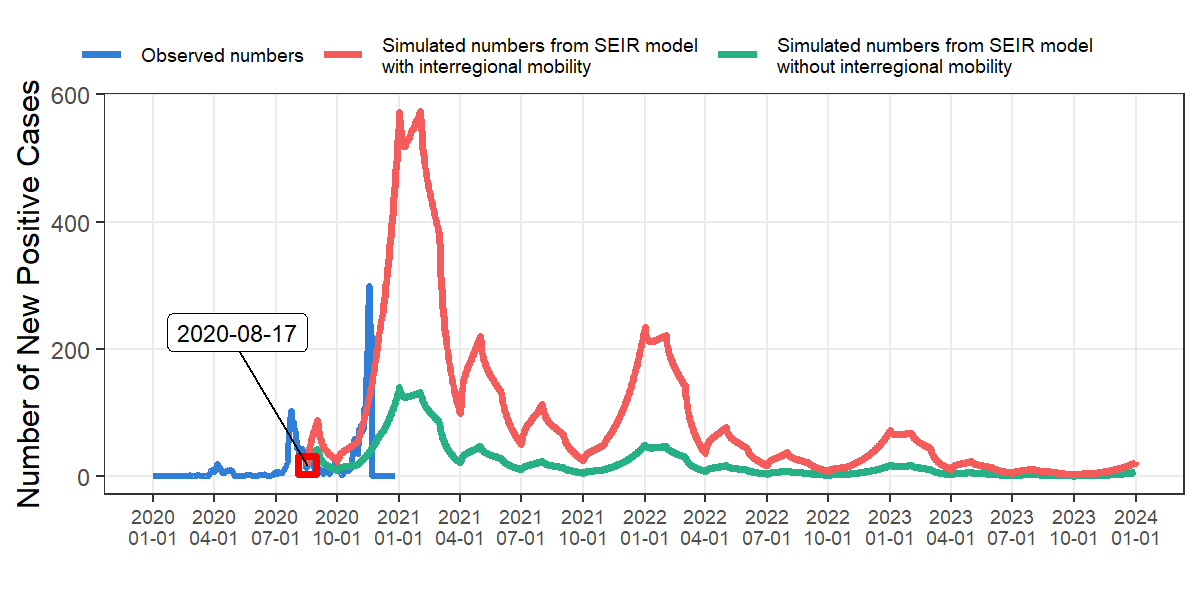 Observed numbers
Simulated numbers from SEIR model
with interregional mobility
Simulated numbers from SEIR model
without interregional mobility
Number of New Positive Cases
600
400
200
0
2020-08-17
2020 2020 2020 2020 2021 2021 2021 2021 2022 2022 2022 2022 2023 2023 2023 2023 2024
01-01 04-01 07-01 10-01 01-01 04-01 07-01 10-01 01-01 04-01 07-01 10-01 01-01 04-01 07-01 10-01 01-01